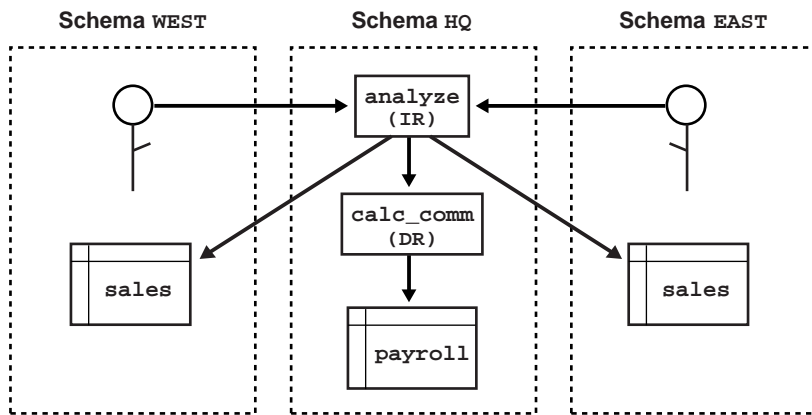 Schema WEST
Schema HQ
Schema EAST
analyze
(IR)
calc_comm
(DR)
sales
sales
payroll